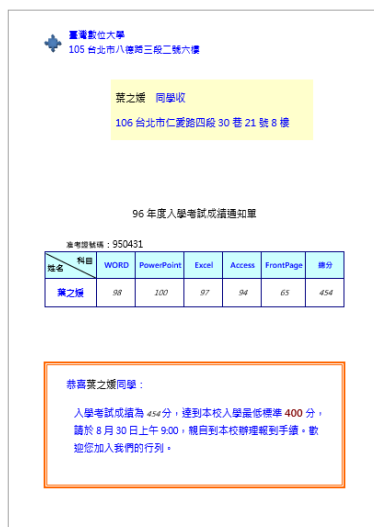 臺灣數位大學
105 台北市八德路三段二號六樓
葉之媛 同學收
106 台北市仁愛路四段 30 巷 21 號 8 樓
96 年度入學考試成績通知單
准考證號碼：950431
科目
姓名
WORD PowerPoint Excel Access FrontPage 總分
葉之媛 98 100 97 94 65 454
恭喜葉之媛同學：
入學考試成績為 454 分，達到本校入學最低標準 400 分，
請於 8 月 30 日上午 9:00，親自到本校辦理報到手續。歡
迎您加入我們的行列。